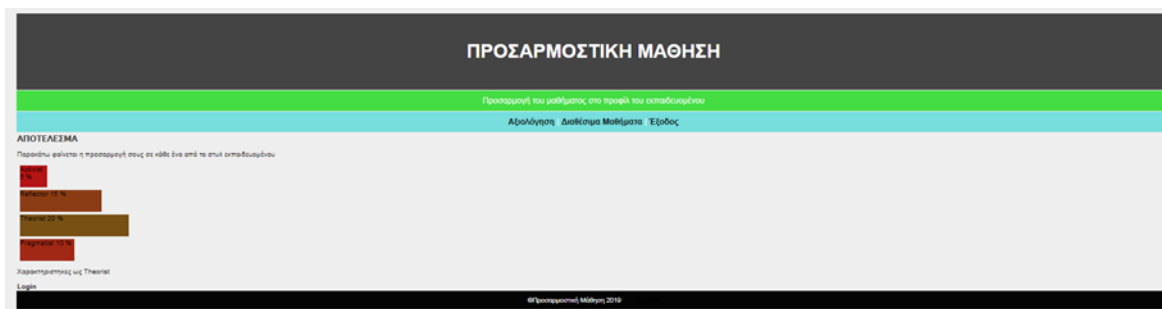 ΠΡΟΣΑΡΜΟΣΤΙΚΗ ΜΑΘΗΣΗ
Προσαρμογή του μαθήματος στο προφίλ του εκπαιδευομένου
Αξιολόγηση | Διαθέσιμα Μαθήματα | Έξοδος
ΑΠΟΤΕΛΕΣΜΑ
Παρακάτω φαίνεται η προσαρμογή σους σε κάθε ένα από τα στυλ εκπαιδευομένου
5 %
Reflector 15 %
Theorist 20 %
Pragmatist 10 %
Χαρακτηριστηκες ως Theorist
Login
©Προσαρμοστική Μάθηση 2019